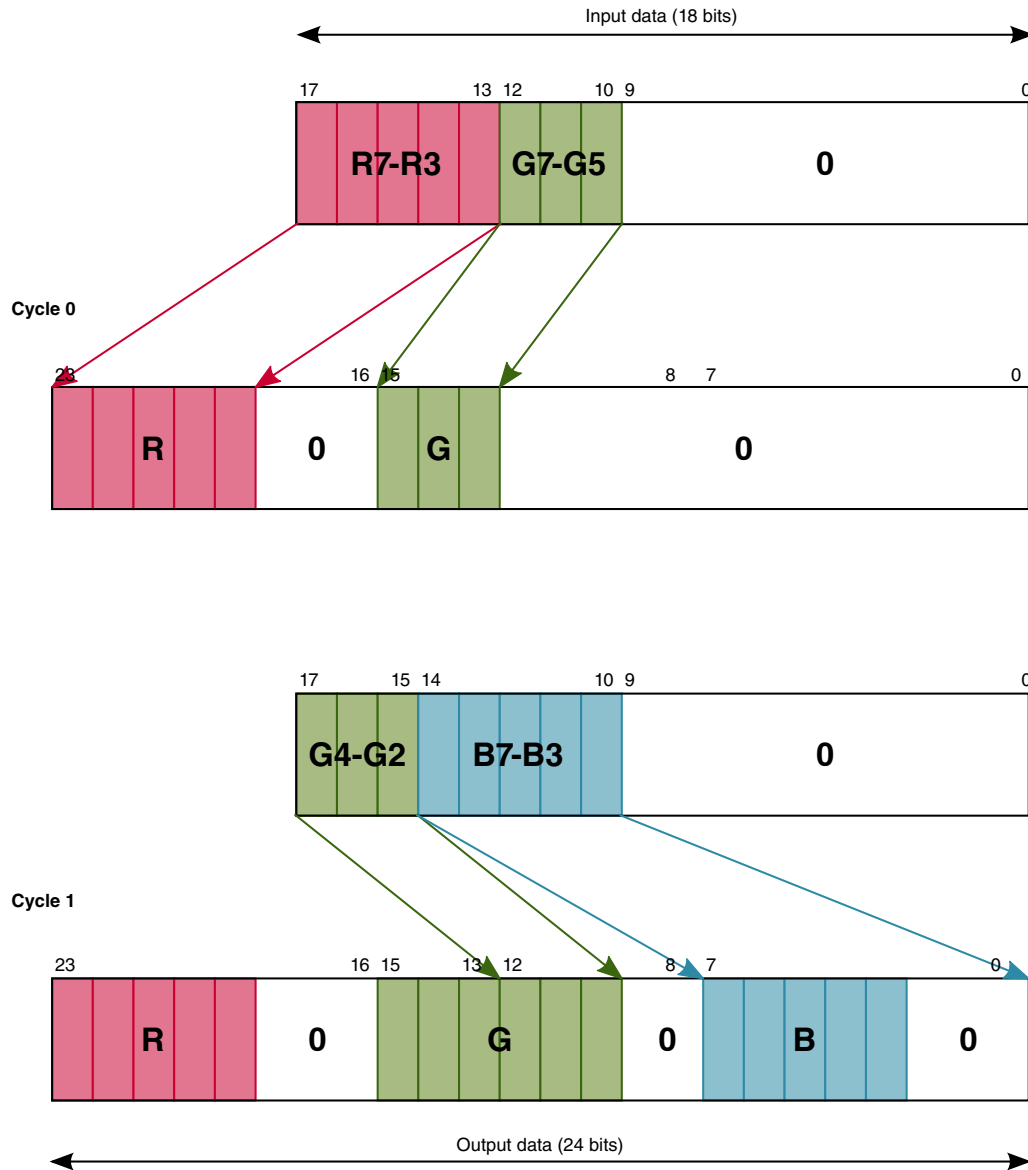 Input data (18 bits)
17 13 12 10 9 0
R7-R3 G7-G5 0
Cycle 0
23 16 15 8 7 0
R 0 G 0
17 15 14 10 9 0
G4-G2 B7-B3 0
Cycle 1
23 16 15 13 12 8 7 0
R 0 G 0 B 0
Output data (24 bits)